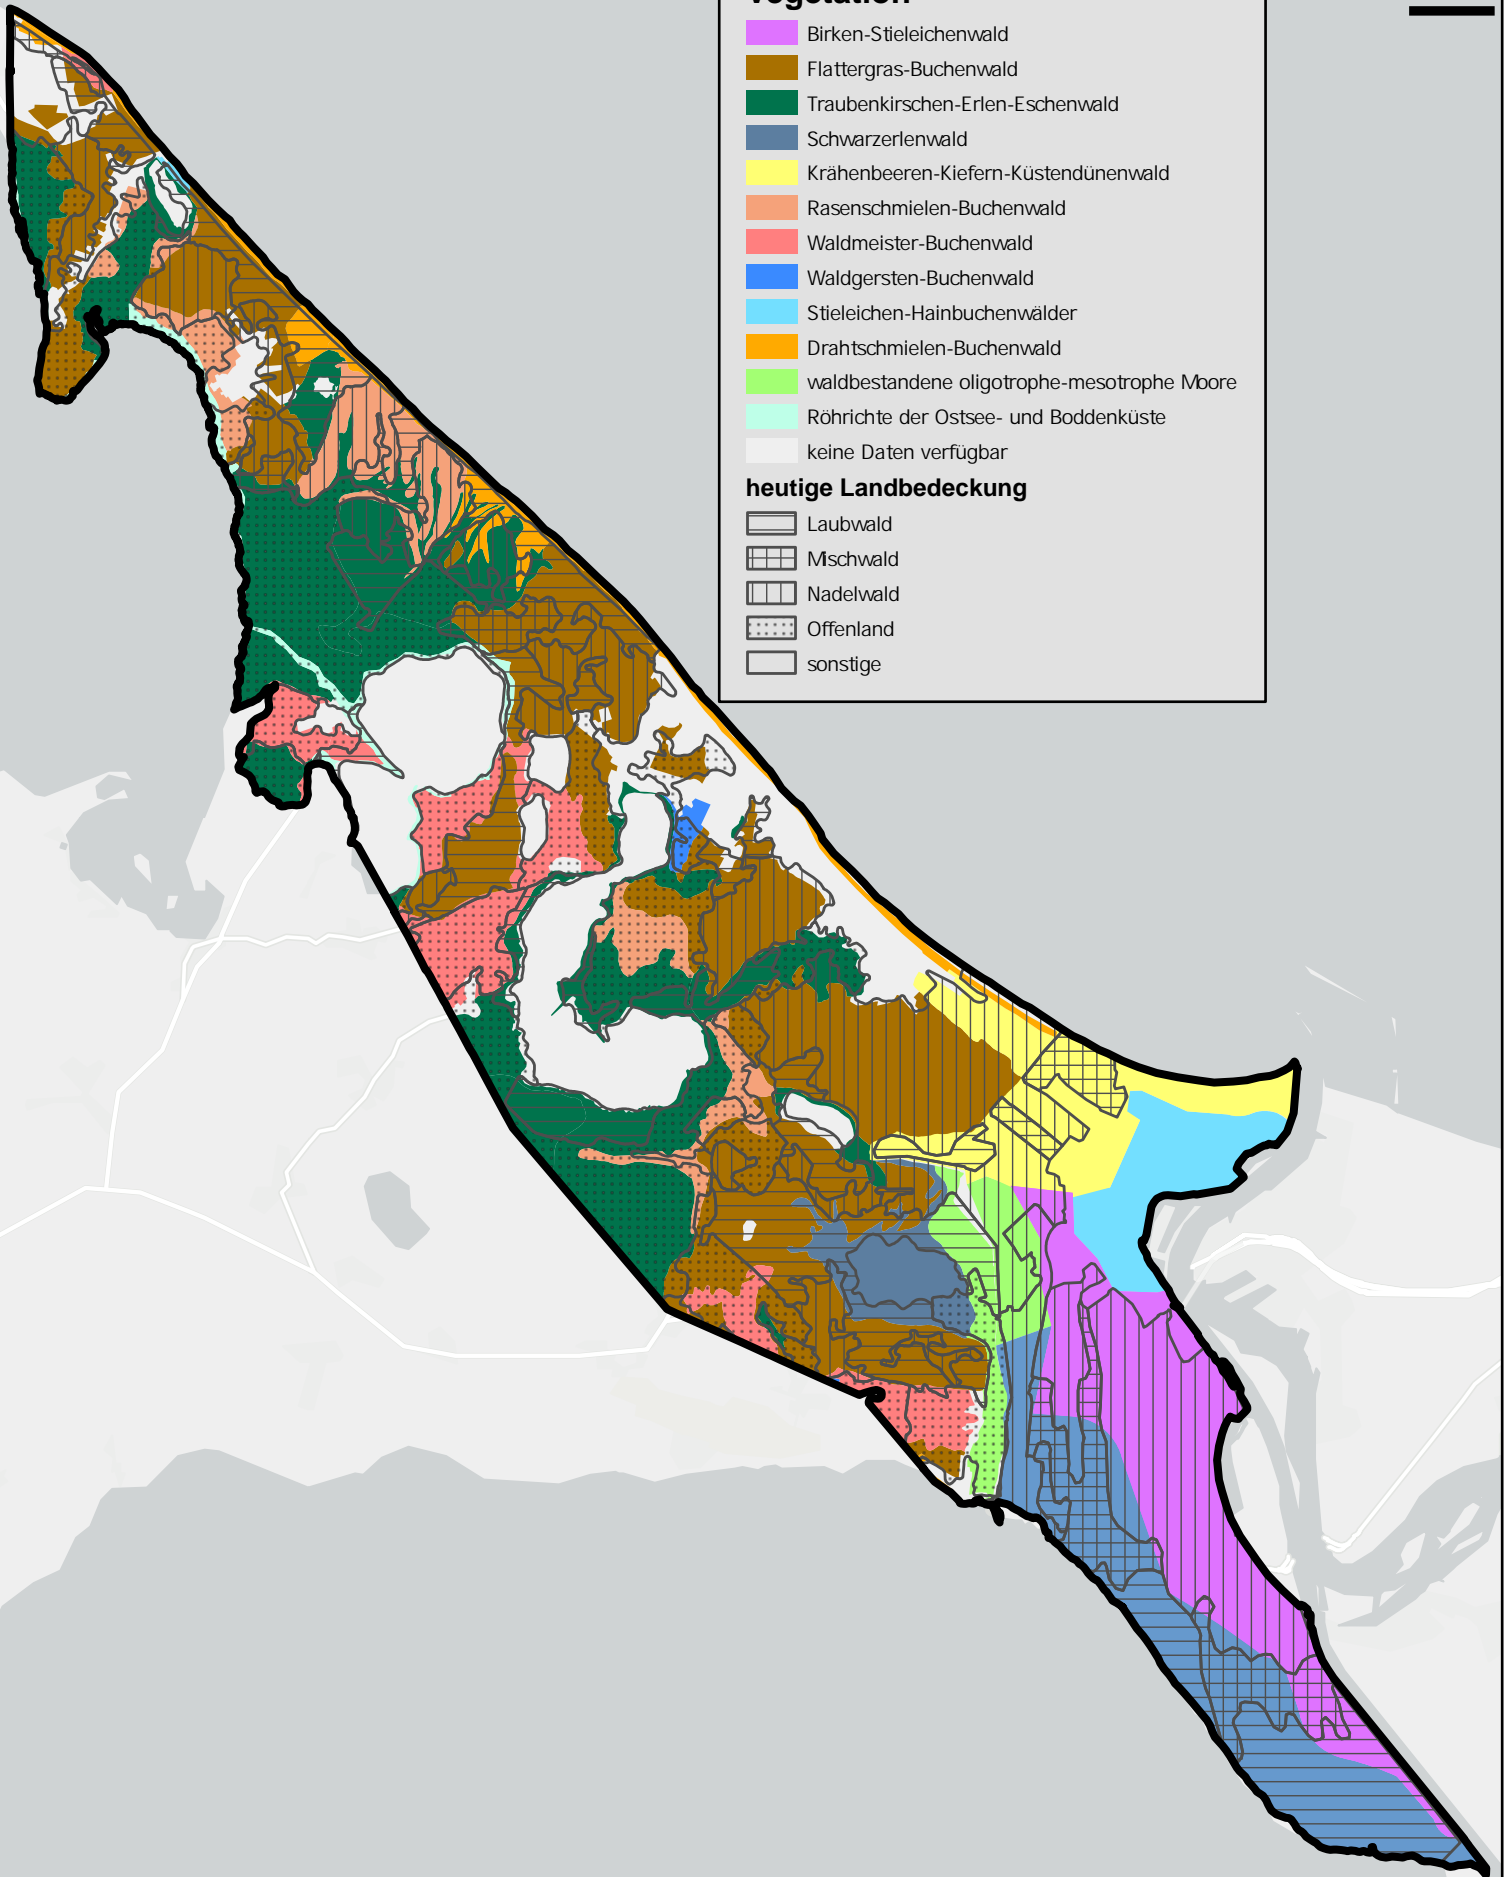 Vegetation
Birken-Stieleichenwald
Flattergras-Buchenwald
Traubenkirschen-Erlen-Eschenwald
Schwarzerlenwald
Krähenbeeren-Kiefern-Küstendünenwald
Rasenschmielen-Buchenwald
Waldmeister-Buchenwald
Waldgersten-Buchenwald
Stieleichen-Hainbuchenwälder
Drahtschmielen-Buchenwald
waldbestandene oligotrophe-mesotrophe Moore
Röhrichte der Ostsee- und Boddenküste
keine Daten verfügbar
heutige Landbedeckung
Laubwald
Mischwald
Nadelwald
Offenland
sonstige